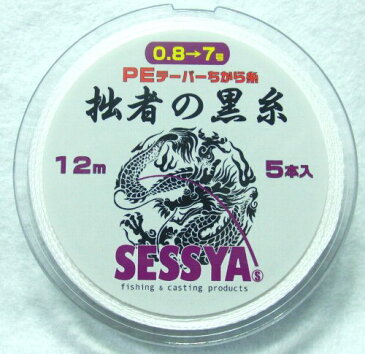 0.8→7号
PEテーパーちから糸
拙者の黒糸
12m
5本入
SESSYA
fishing & casting products